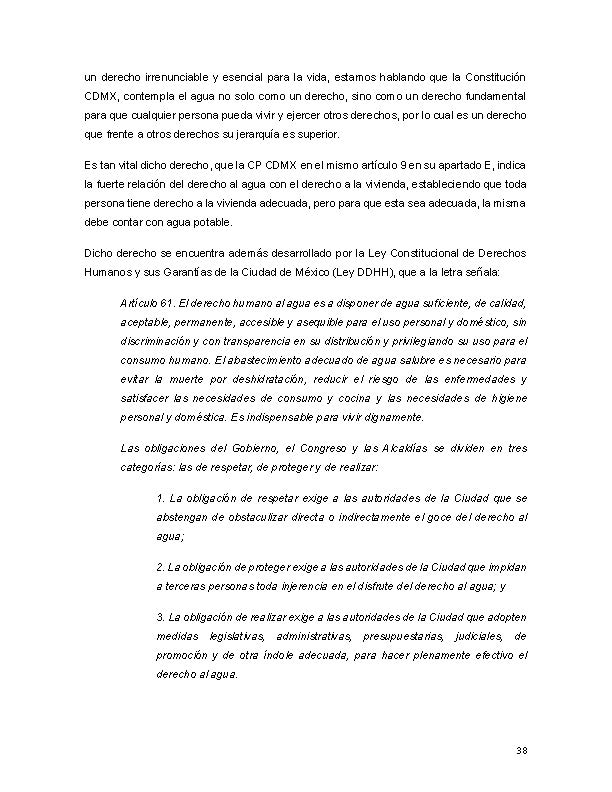 un derecho irrenunciable y esencial para la vida, estamos hablando que la Constitución
CDMX, contempla el agua no solo como un derecho, sino como un derecho fundamental
para que cualquier persona pueda vivir y ejercer otros derechos, por lo cual es un derecho
que frente a otros derechos su jerarquía es superior.
Es tan vital dicho derecho, que la CP CDMX en el mismo artículo 9 en su apartado E, indica
la fuerte relación del derecho al agua con el derecho a la vivienda, estableciendo que toda
persona tiene derecho a la vivienda adecuada, pero para que esta sea adecuada, la misma
debe contar con agua potable.
Dicho derecho se encuentra además desarrollado por la Ley Constitucional de Derechos
Humanos y sus Garantías de la Ciudad de México (Ley DDHH), que a la letra señala:
Artículo 61. El derecho humano al agua es a disponer de agua suficiente, de calidad,
aceptable, permanente, accesible y asequible para el uso personal y doméstico, sin
discriminación y con transparencia en su distribución y privilegiando su uso para el
consumo humano. El abastecimiento adecuado de agua salubre es necesario para
evitar la muerte por deshidratación, reducir el riesgo de las enfermedades y
satisfacer las necesidades de consumo y cocina y las necesidades de higiene
personal y doméstica. Es indispensable para vivir dignamente.
Las obligaciones del Gobierno, el Congreso y las Alcaldías se dividen en tres
categorías: las de respetar, de proteger y de realizar:
1. La obligación de respetar exige a las autoridades de la Ciudad que se
abstengan de obstaculizar directa o indirectamente el goce del derecho al
agua;
2. La obligación de proteger exige a las autoridades de la Ciudad que impidan
a terceras personas toda injerencia en el disfrute del derecho al agua; y
3. La obligación de realizar exige a las autoridades de la Ciudad que adopten
medidas legislativas, administrativas, presupuestarias, judiciales, de
promoción y de otra índole adecuada, para hacer plenamente efectivo el
derecho al agua.
38